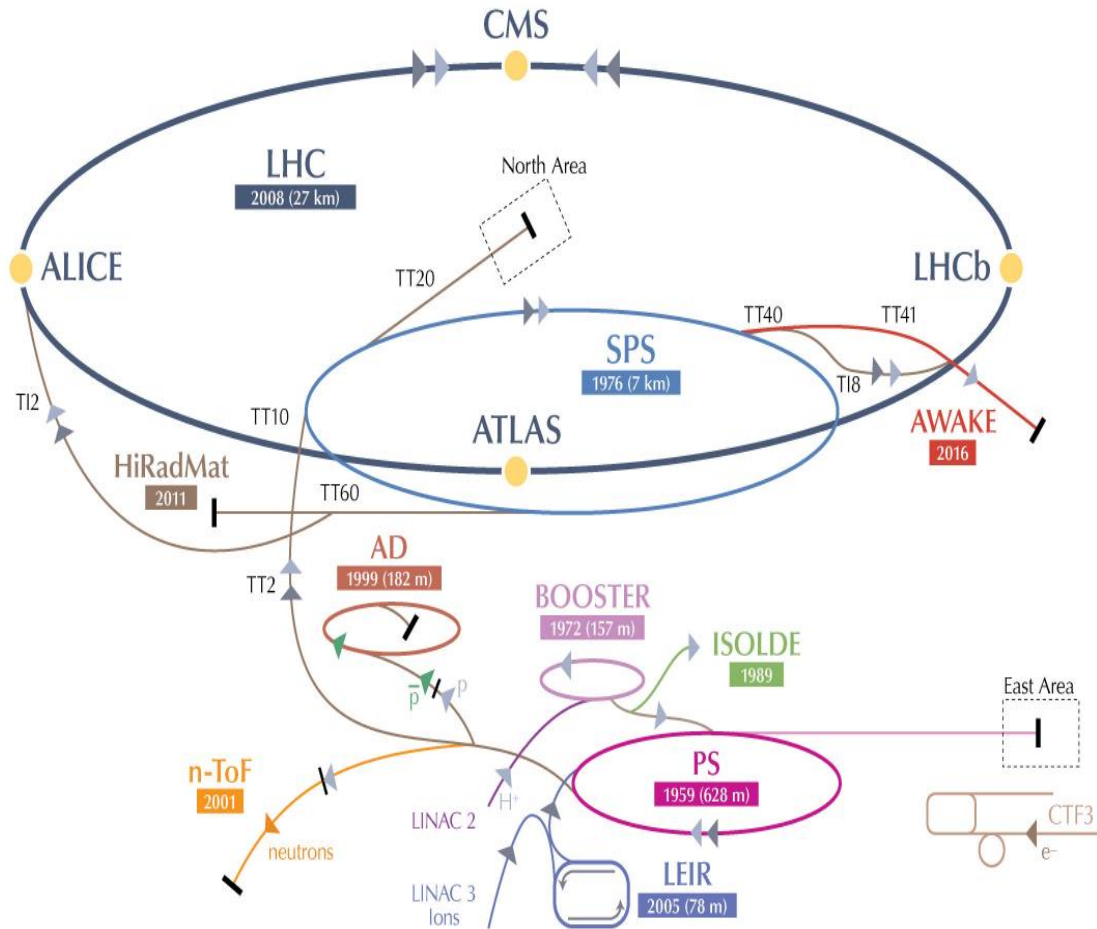 CMS
LHC
2008 (27 km)
North Area
ALICE
LHCb
TT20
TT40
TT41
SPS
1976 (7 km)
TI8
TI2
TT10
ATLAS
AWAKE
2016
HiRadMat
2011
TT60
AD
1999 (182 m)
TT2
BOOSTER
1972 (157 m)
ISOLDE
1989
p̄
p
East Area
n-ToF
2001
PS
1959 (628 m)
H⁺
LINAC 2
neutrons
CTF3
e⁻
LEIR
2005 (78 m)
LINAC 3
Ions